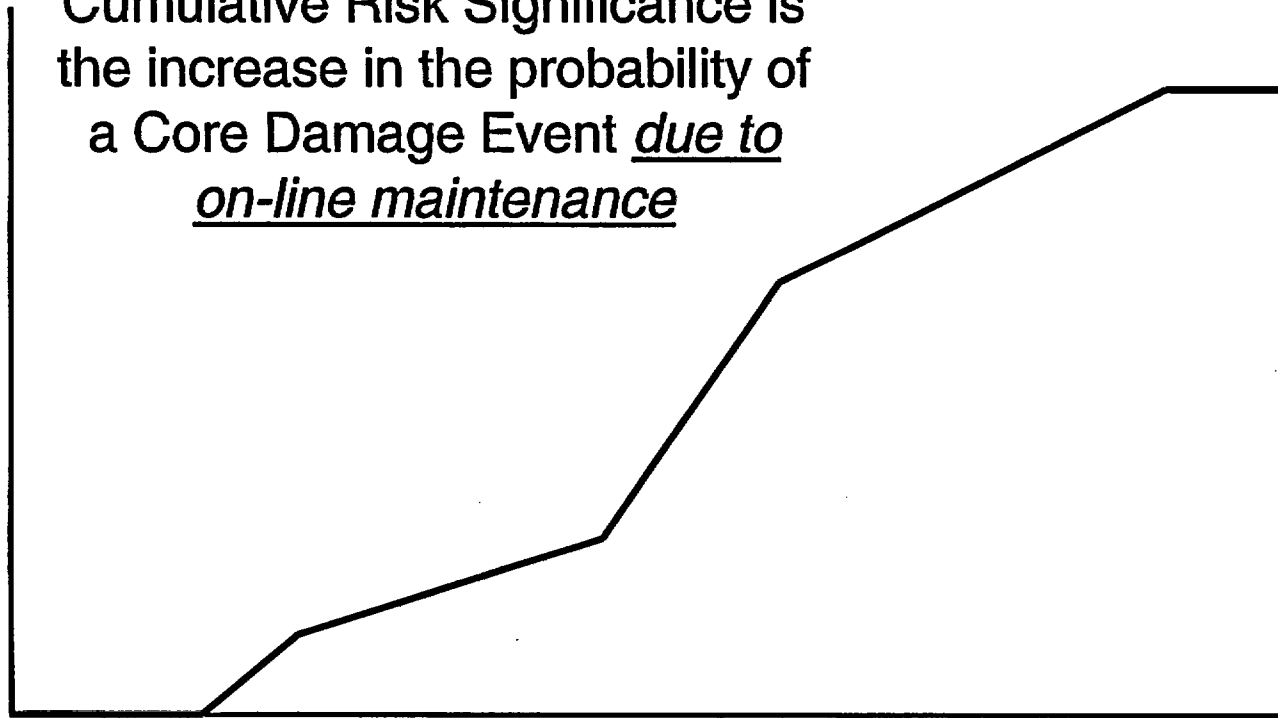 Cumulative Risk Significance is
the increase in the probability of
a Core Damage Event due to
on-line maintenance